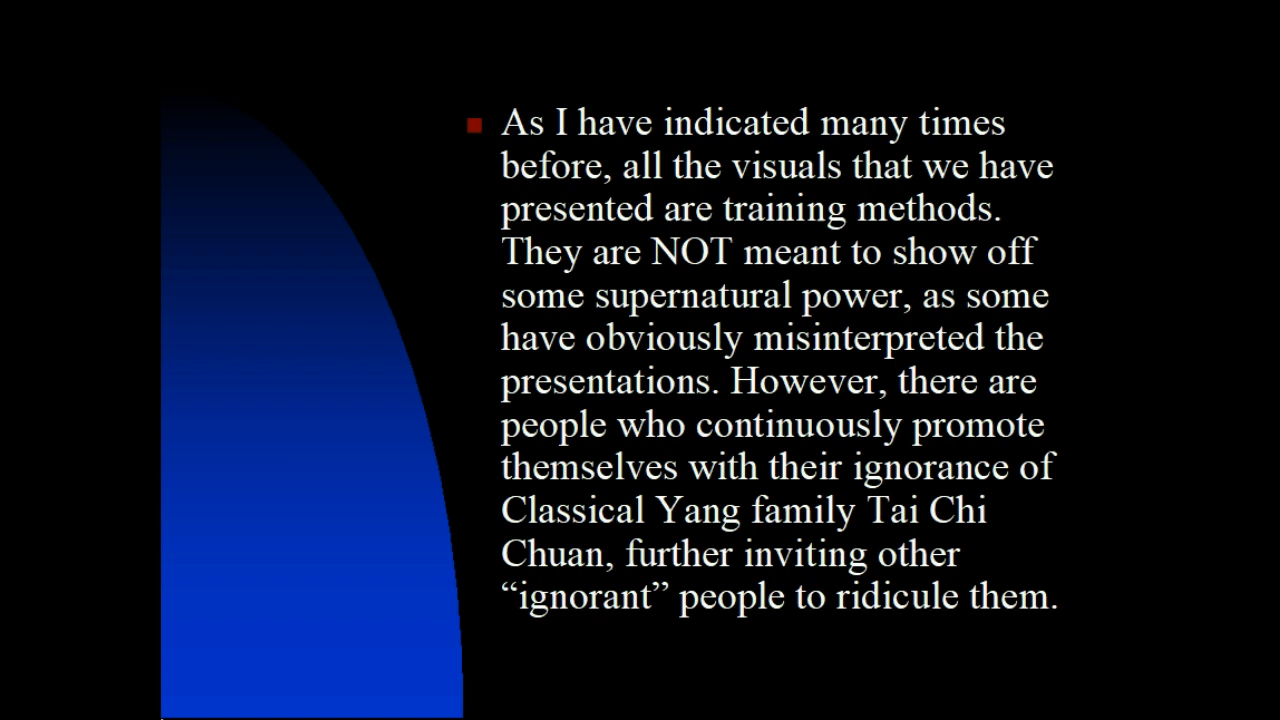 As I have indicated many times
before, all the visuals that we have
presented are training methods.
They are NOT meant to show off
some supernatural power, as some
have obviously misinterpreted the
presentations. However, there are
people who continuously promote
themselves with their ignorance of
Classical Yang family Tai Chi
Chuan, further inviting other
“ignorant” people to ridicule them.